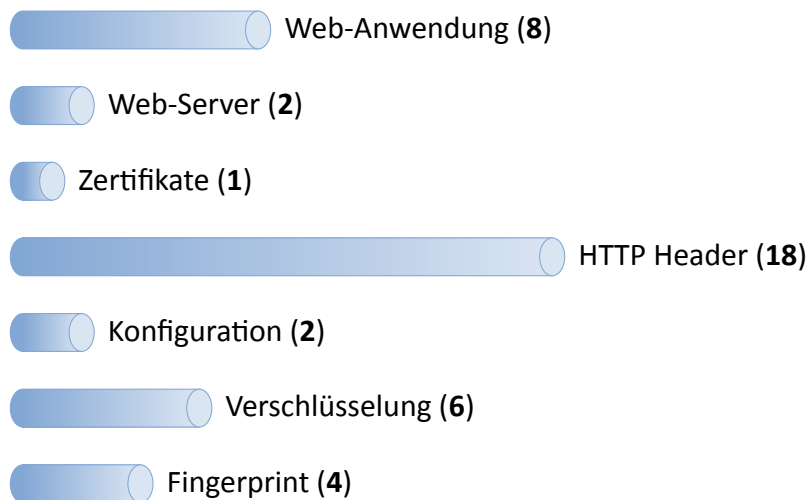 Web-Anwendung (8)
Web-Server (2)
Zertifikate (1)
HTTP Header (18)
Konfiguration (2)
Verschlüsselung (6)
Fingerprint (4)